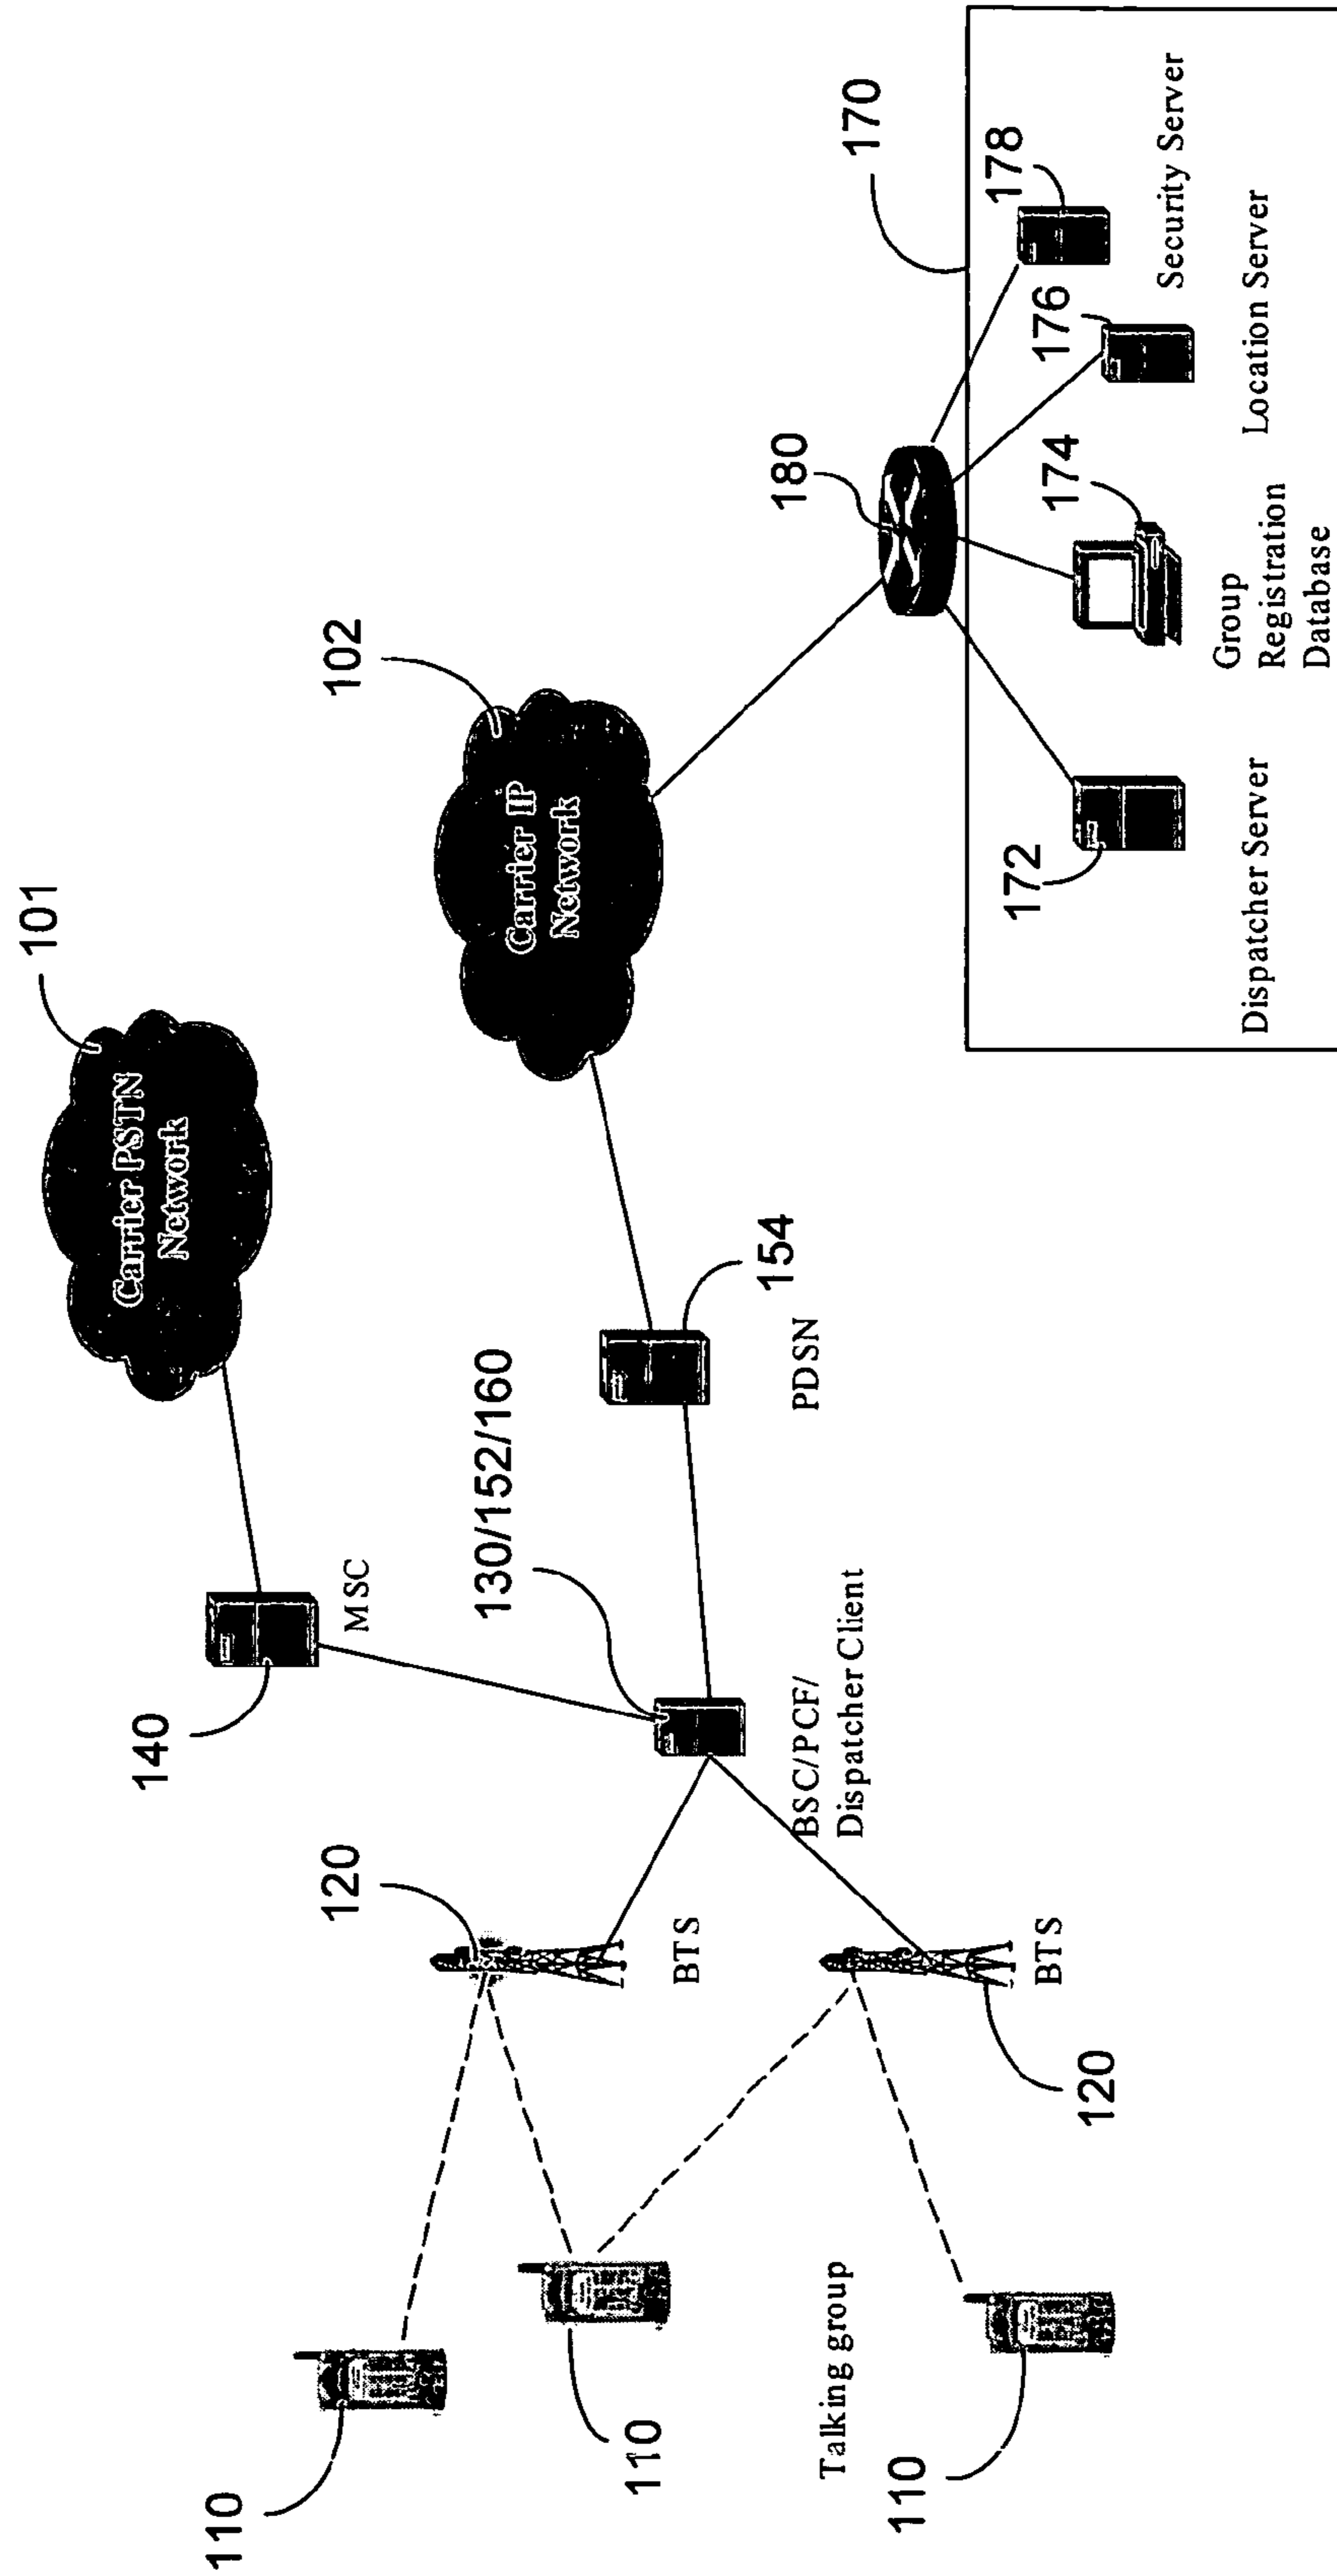 101
Carrier PSTN
Network
102
Carrier IP
Network
140
MSC
180
170
120
130/152/160
154
PDSN
110
BTS
BSC/PCF/
Dispatcher Client
172
174
176
178
110
Talking group
110
120
BTS
Dispatcher Server
Group
Registration
Database
Location Server
Security Server